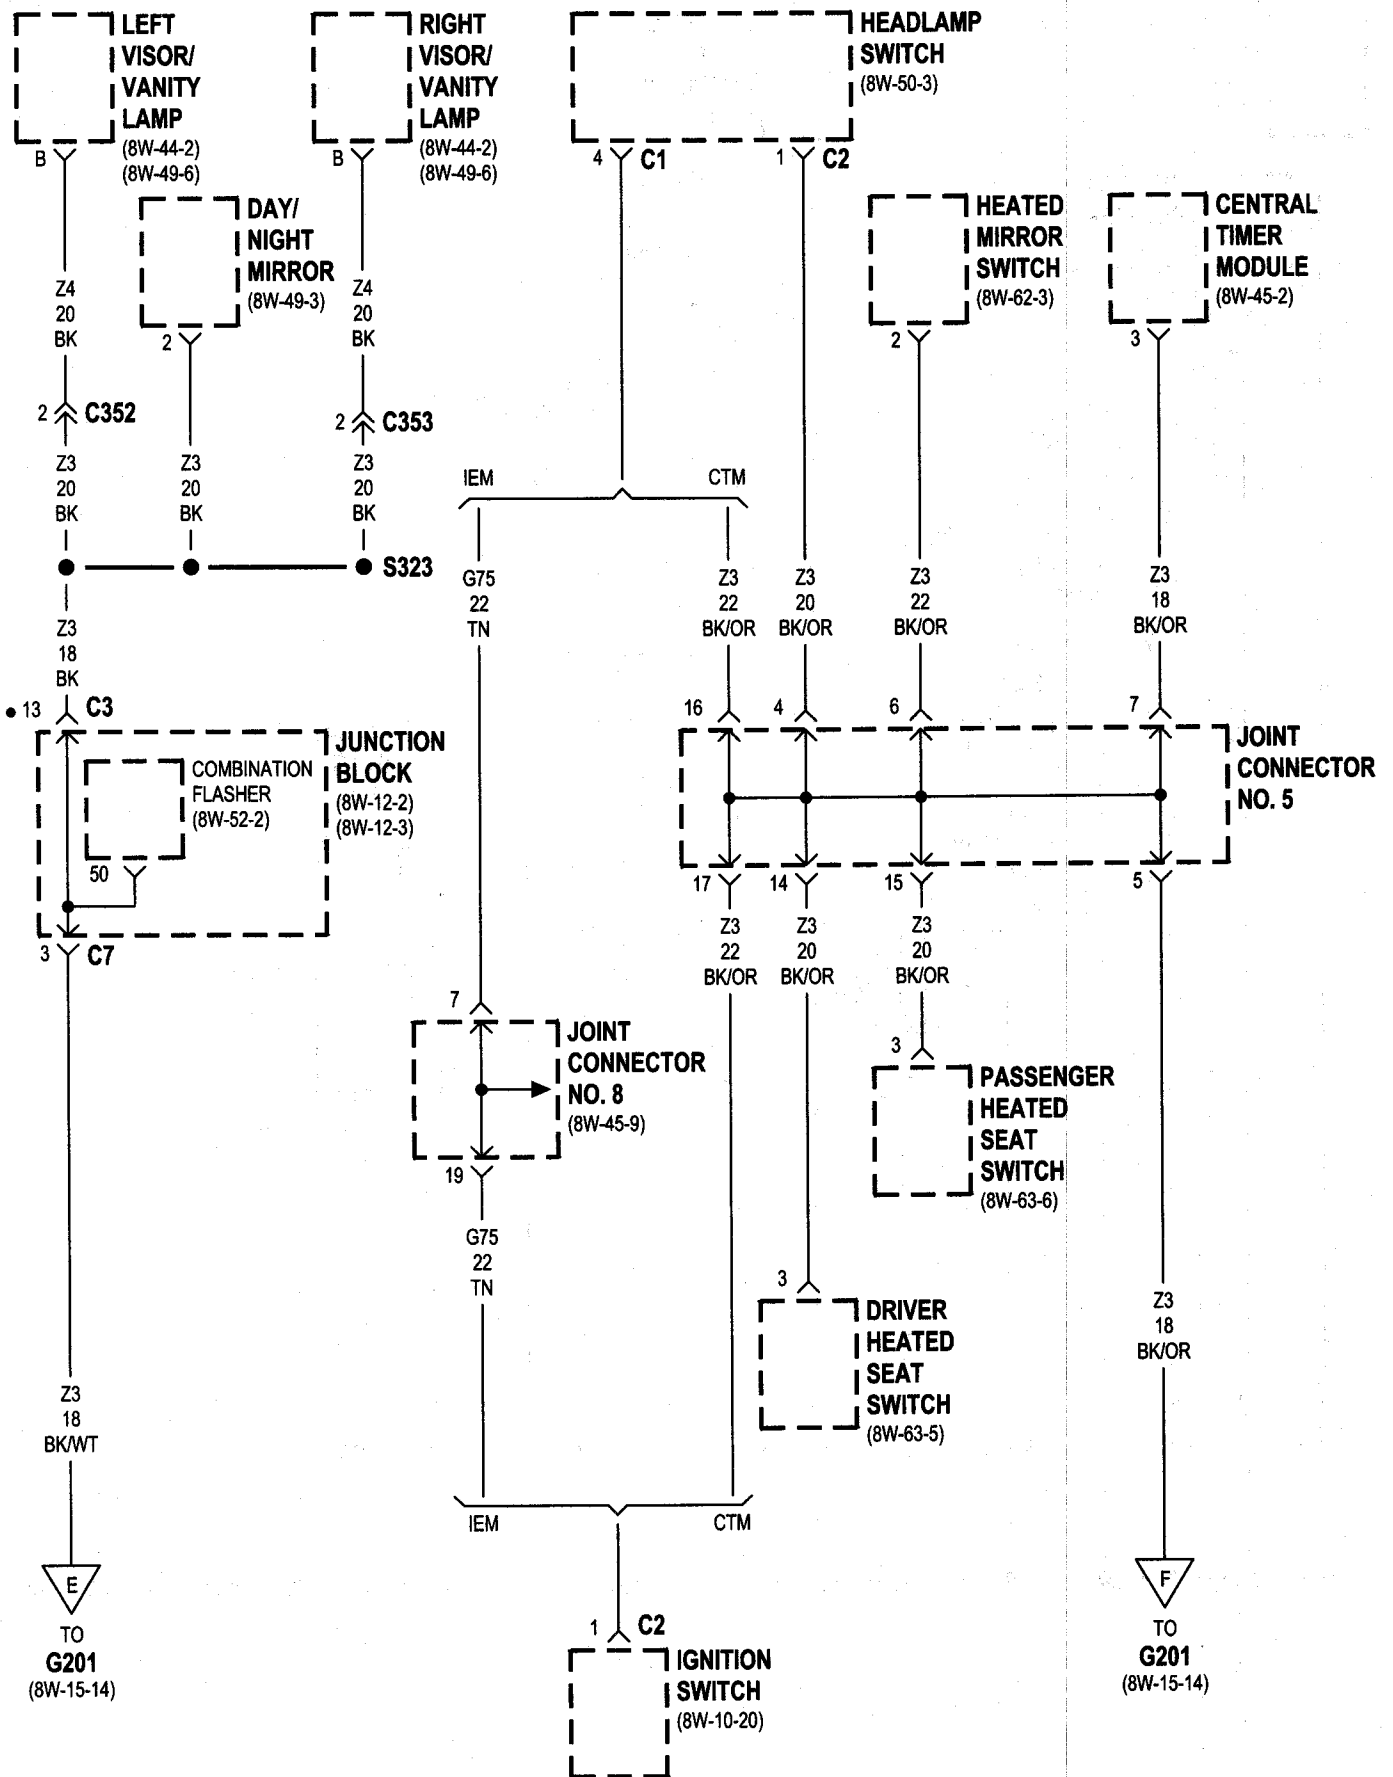 LEFT
VISOR/
VANITY
LAMP
(8W-44-2)
(8W-49-6)
B
RIGHT
VISOR/
VANITY
LAMP
(8W-44-2)
(8W-49-6)
B
HEADLAMP
SWITCH
(8W-50-3)
4 C1
1 C2
DAY/
NIGHT
MIRROR
(8W-49-3)
2
HEATED
MIRROR
SWITCH
(8W-62-3)
2
CENTRAL
TIMER
MODULE
(8W-45-2)
3
Z4
20
BK
Z4
20
BK
2 C352
2 C353
Z3
20
BK
Z3
20
BK
Z3
20
BK
S323
IEM
CTM
G75
22
TN
Z3
22
BK/OR
Z3
20
BK/OR
Z3
22
BK/OR
Z3
18
BK/OR
Z3
18
BK
• 13 C3
JUNCTION
BLOCK
(8W-12-2)
(8W-12-3)
COMBINATION
FLASHER
(8W-52-2)
50
3 C7
16
4
6
7
JOINT
CONNECTOR
NO. 5
17
14
15
5
Z3
22
BK/OR
Z3
20
BK/OR
Z3
20
BK/OR
7
JOINT
CONNECTOR
NO. 8
(8W-45-9)
19
3
PASSENGER
HEATED
SEAT
SWITCH
(8W-63-6)
G75
22
TN
3
DRIVER
HEATED
SEAT
SWITCH
(8W-63-5)
Z3
18
BK/OR
Z3
18
BK/WT
IEM
CTM
E
TO
G201
(8W-15-14)
1 C2
IGNITION
SWITCH
(8W-10-20)
F
TO
G201
(8W-15-14)